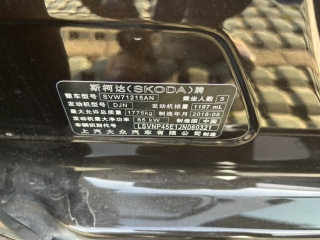 斯柯达(SKODA)牌
整车型号 SVW71215AN 乘坐人数 5
发动机型号 DJN 发动机排量 1197 mL
最大允许总质量 1775kg 制造年月 2018-08
发动机最大净功率 85 kW 制造国 中国
车辆识别代号 LSVNP45E1JN060321
上汽大众汽车有限公司制造